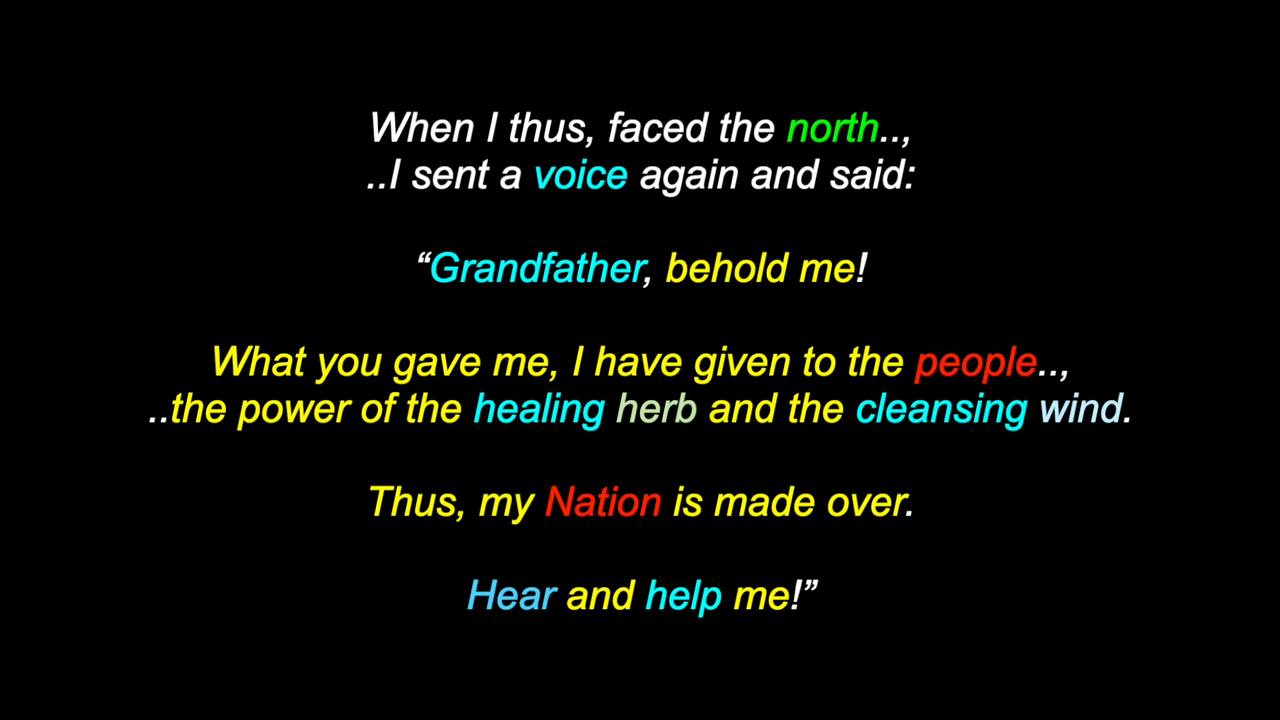 When I thus, faced the north..,
..I sent a voice again and said:
“Grandfather, behold me!
What you gave me, I have given to the people..,
..the power of the healing herb and the cleansing wind.
Thus, my Nation is made over.
Hear and help me!”